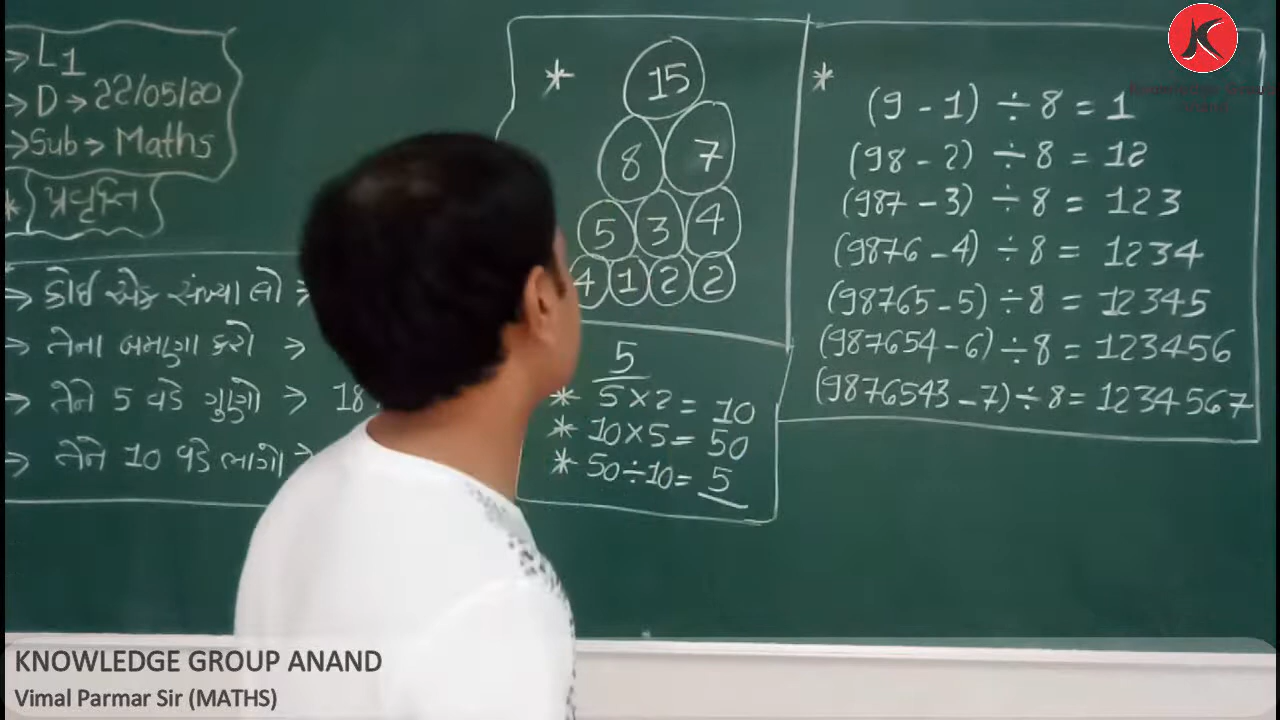 → L1
→ D → 22/05/20
→ Sub → Maths
* પ્રવૃત્તિ
→ કોઈ એક સંખ્યા લો →
→ તેના બમણા કરો →
→ તેને 5 વડે ગુણો → 18
→ તેને 10 વડે ભાગો →
* 15
8 7
5 3 4
4 1 2 2
5
* 5×2 = 10
* 10×5 = 50
* 50÷10= 5
*
(9 - 1) ÷ 8 = 1
(98 - 2) ÷ 8 = 12
(987 - 3) ÷ 8 = 123
(9876 - 4) ÷ 8 = 1234
(98765 - 5) ÷ 8 = 12345
(987654 - 6) ÷ 8 = 123456
(9876543 - 7) ÷ 8 = 1234567
KNOWLEDGE GROUP ANAND
Vimal Parmar Sir (MATHS)